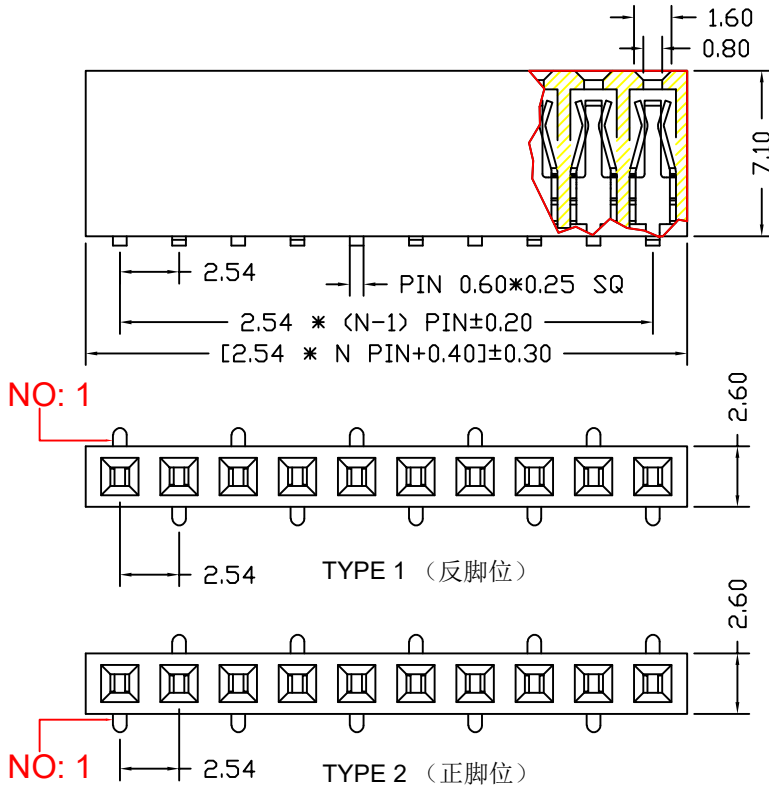 1.60
0.80
7.10
2.54
PIN 0.60*0.25 SQ
2.54 * (N-1) PIN±0.20
[2.54 * N PIN+0.40]±0.30
NO: 1
2.60
2.54
TYPE 1 （反脚位）
2.60
NO: 1
2.54
TYPE 2 （正脚位）